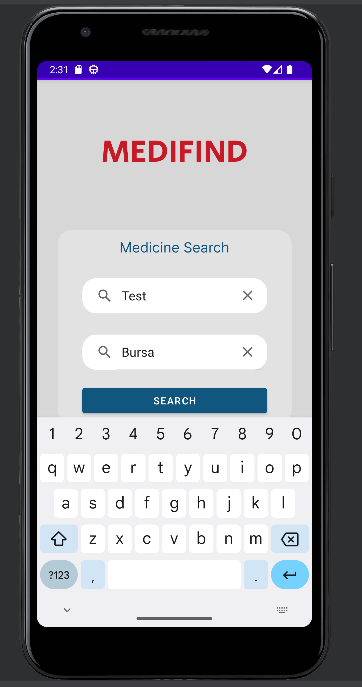 2:31
MEDIFIND
Medicine Search
Test
Bursa
SEARCH
1 2 3 4 5 6 7 8 9 0
q w e r t y u i o p
a s d f g h j k l
z x c v b n m
?123 , .